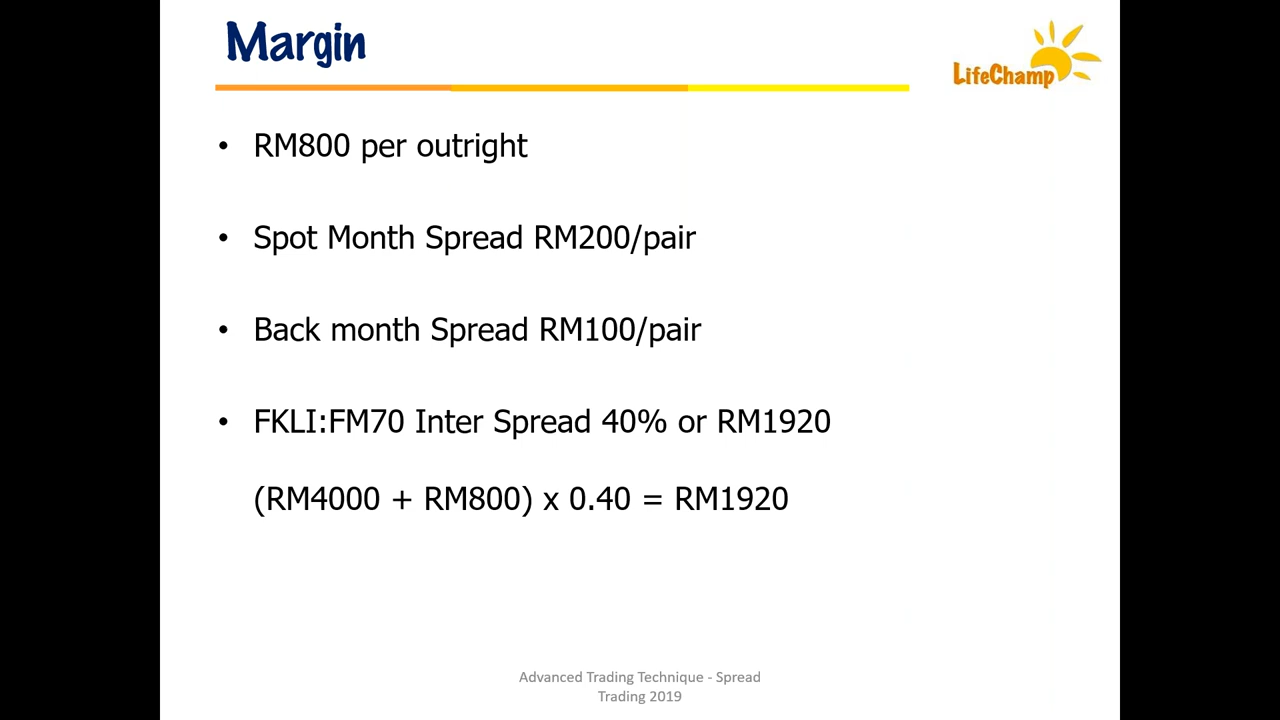 Margin
LifeChamp
• RM800 per outright
• Spot Month Spread RM200/pair
• Back month Spread RM100/pair
• FKLI:FM70 Inter Spread 40% or RM1920
(RM4000 + RM800) x 0.40 = RM1920
Advanced Trading Technique - Spread
Trading 2019